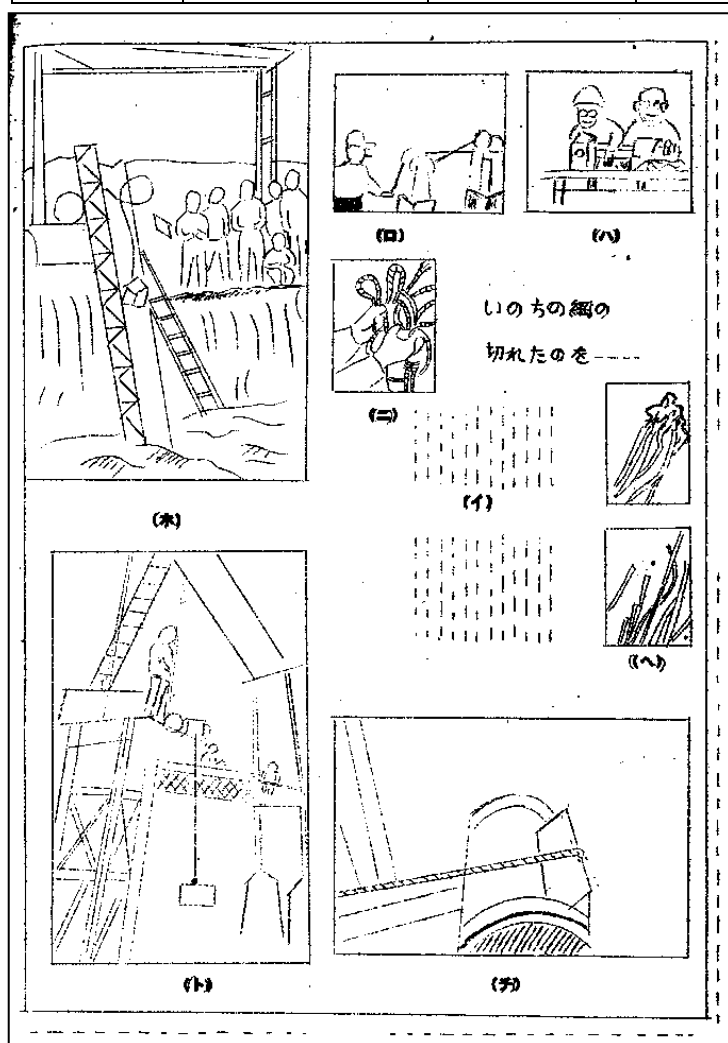 (ロ)
(ハ)
いのちの綱の
切れたのを----
(ニ)
(イ)
(ホ)
(ヘ)
(ト)
(チ)